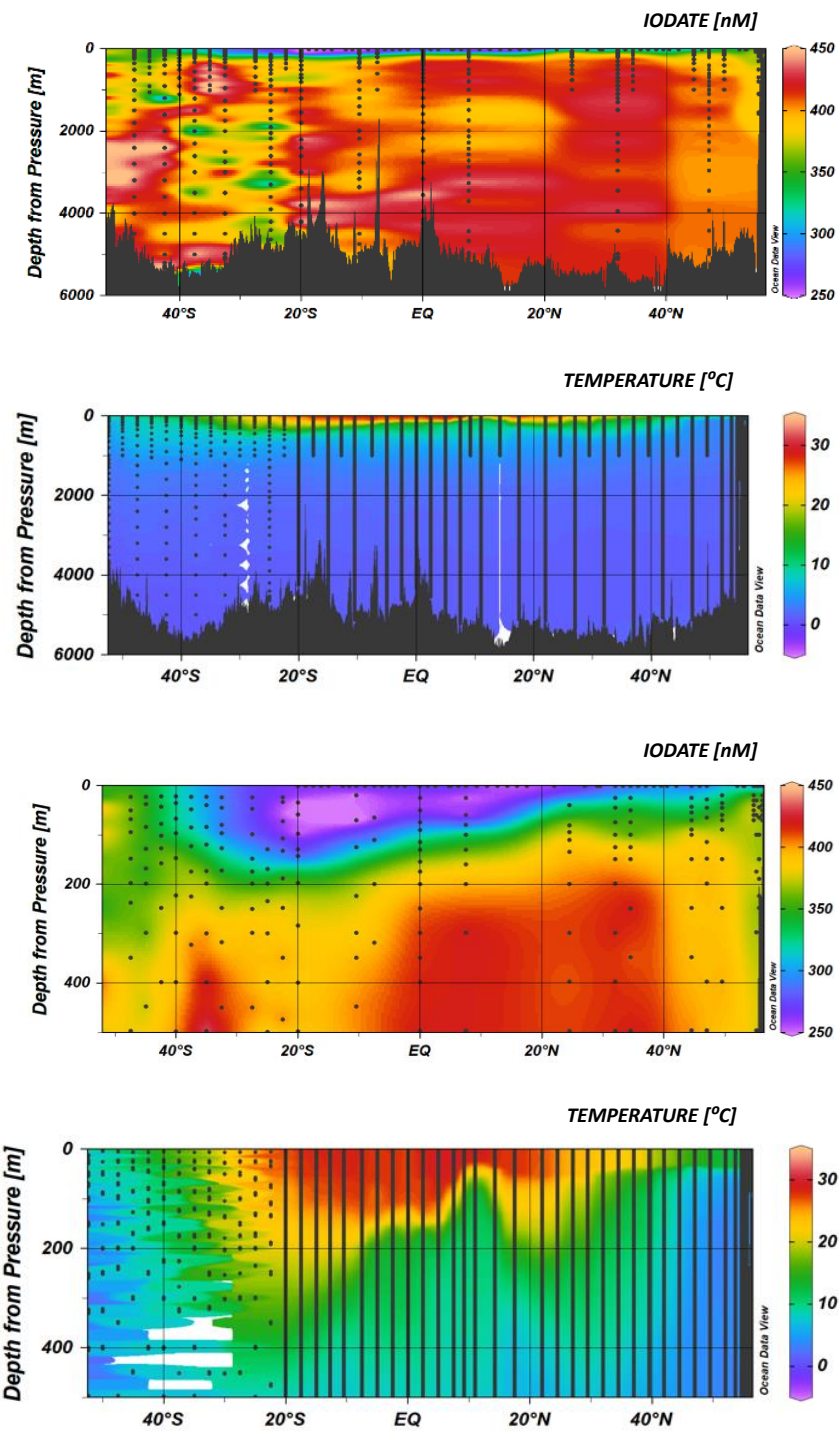 IODATE [nM]
0
2000
4000
6000
Depth from Pressure [m]
40°S 20°S EQ 20°N 40°N
Ocean Data View
450
400
350
300
250
TEMPERATURE [°C]
0
2000
4000
6000
Depth from Pressure [m]
40°S 20°S EQ 20°N 40°N
Ocean Data View
30
20
10
0
IODATE [nM]
0
200
400
Depth from Pressure [m]
40°S 20°S EQ 20°N 40°N
Ocean Data View
450
400
350
300
250
TEMPERATURE [°C]
0
200
400
Depth from Pressure [m]
40°S 20°S EQ 20°N 40°N
Ocean Data View
30
20
10
0